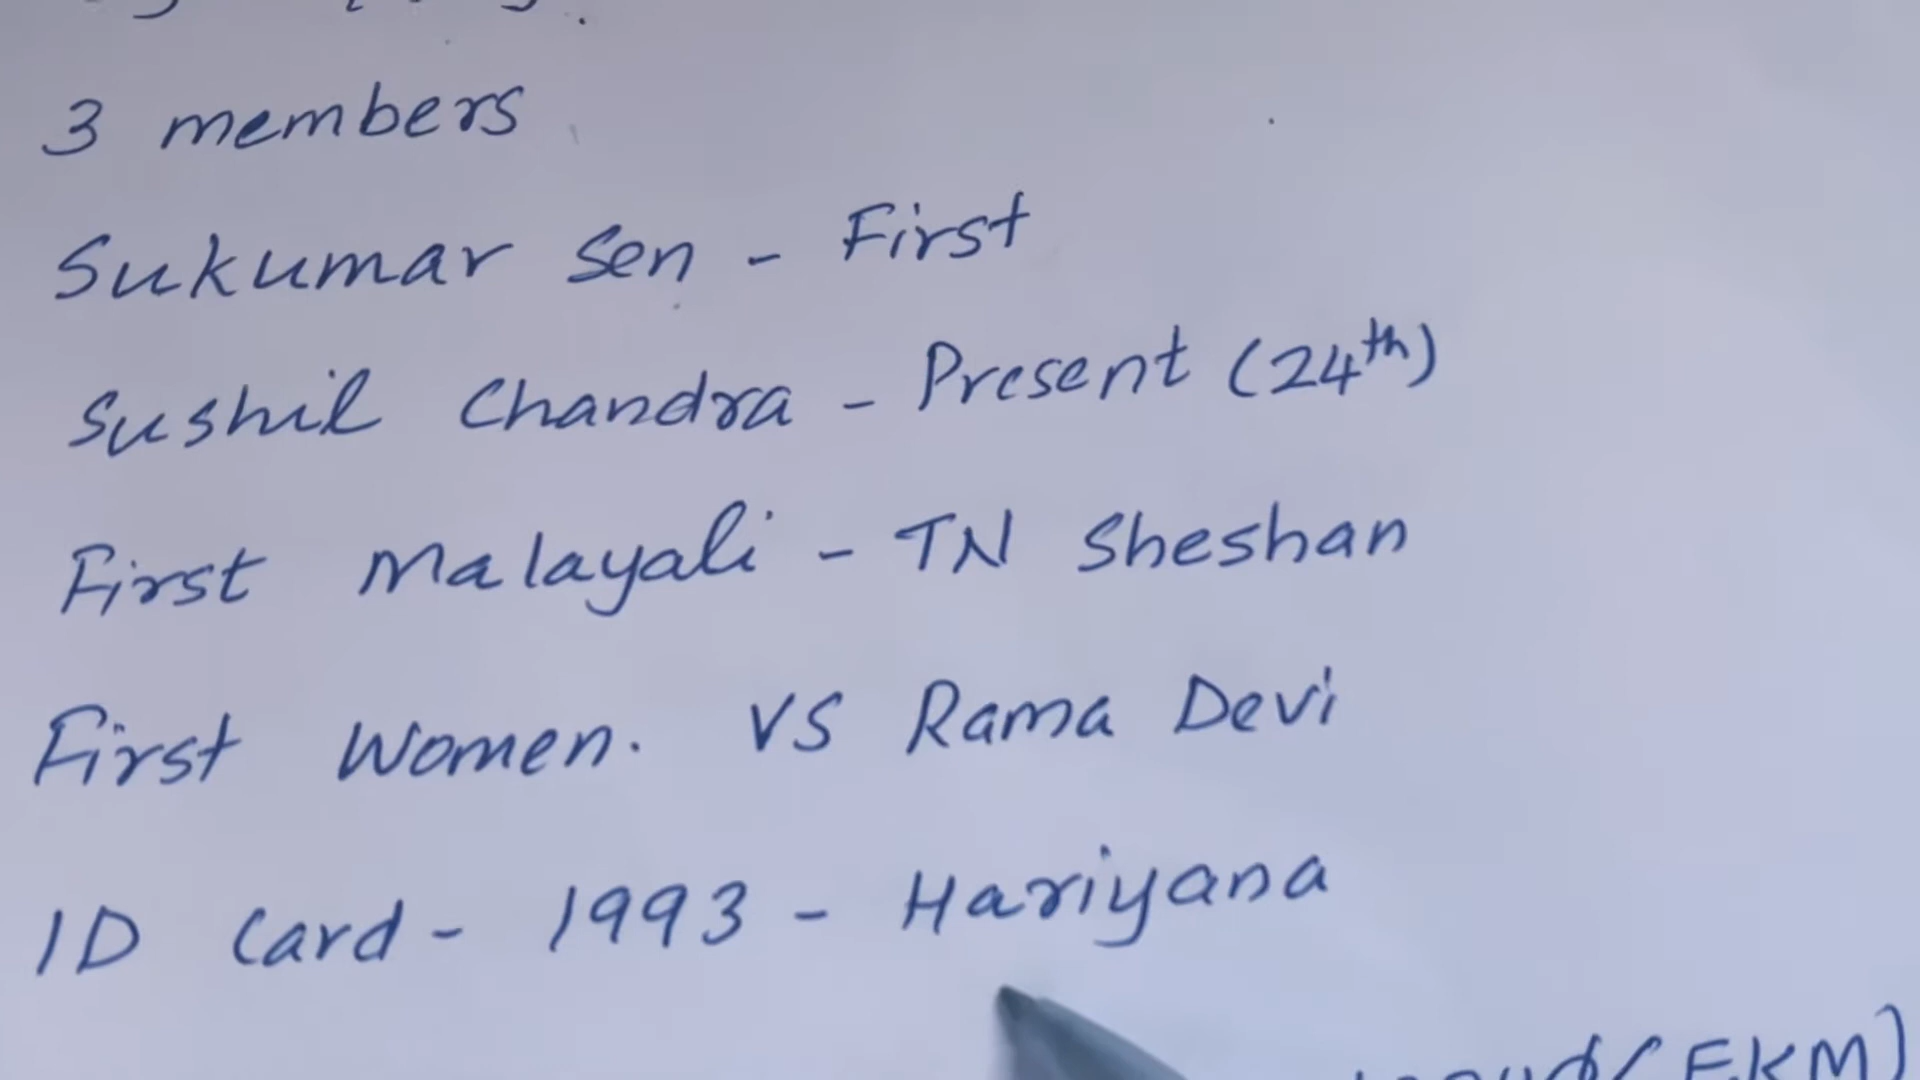 3 members
Sukumar Sen - First
Sushil Chandra - Present (24th)
First Malayali - TN Sheshan
First Women. VS Rama Devi
ID Card - 1993 - Hariyana
(EKM)